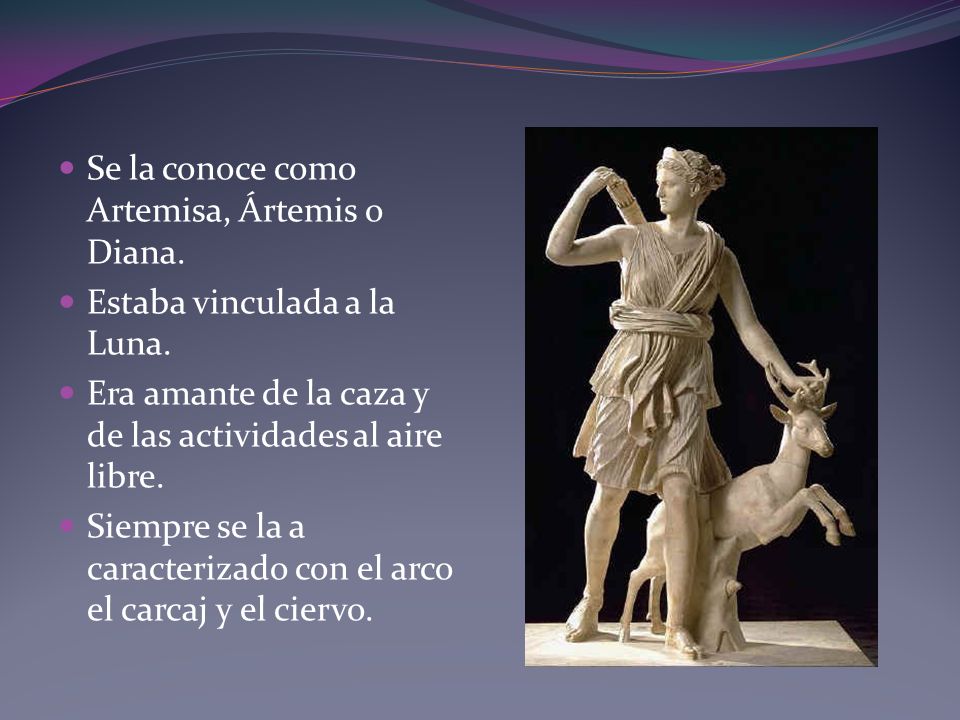 Se la conoce como
Artemisa, Ártemis o
Diana.
Estaba vinculada a la
Luna.
Era amante de la caza y
de las actividades al aire
libre.
Siempre se la a
caracterizado con el arco
el carcaj y el ciervo.